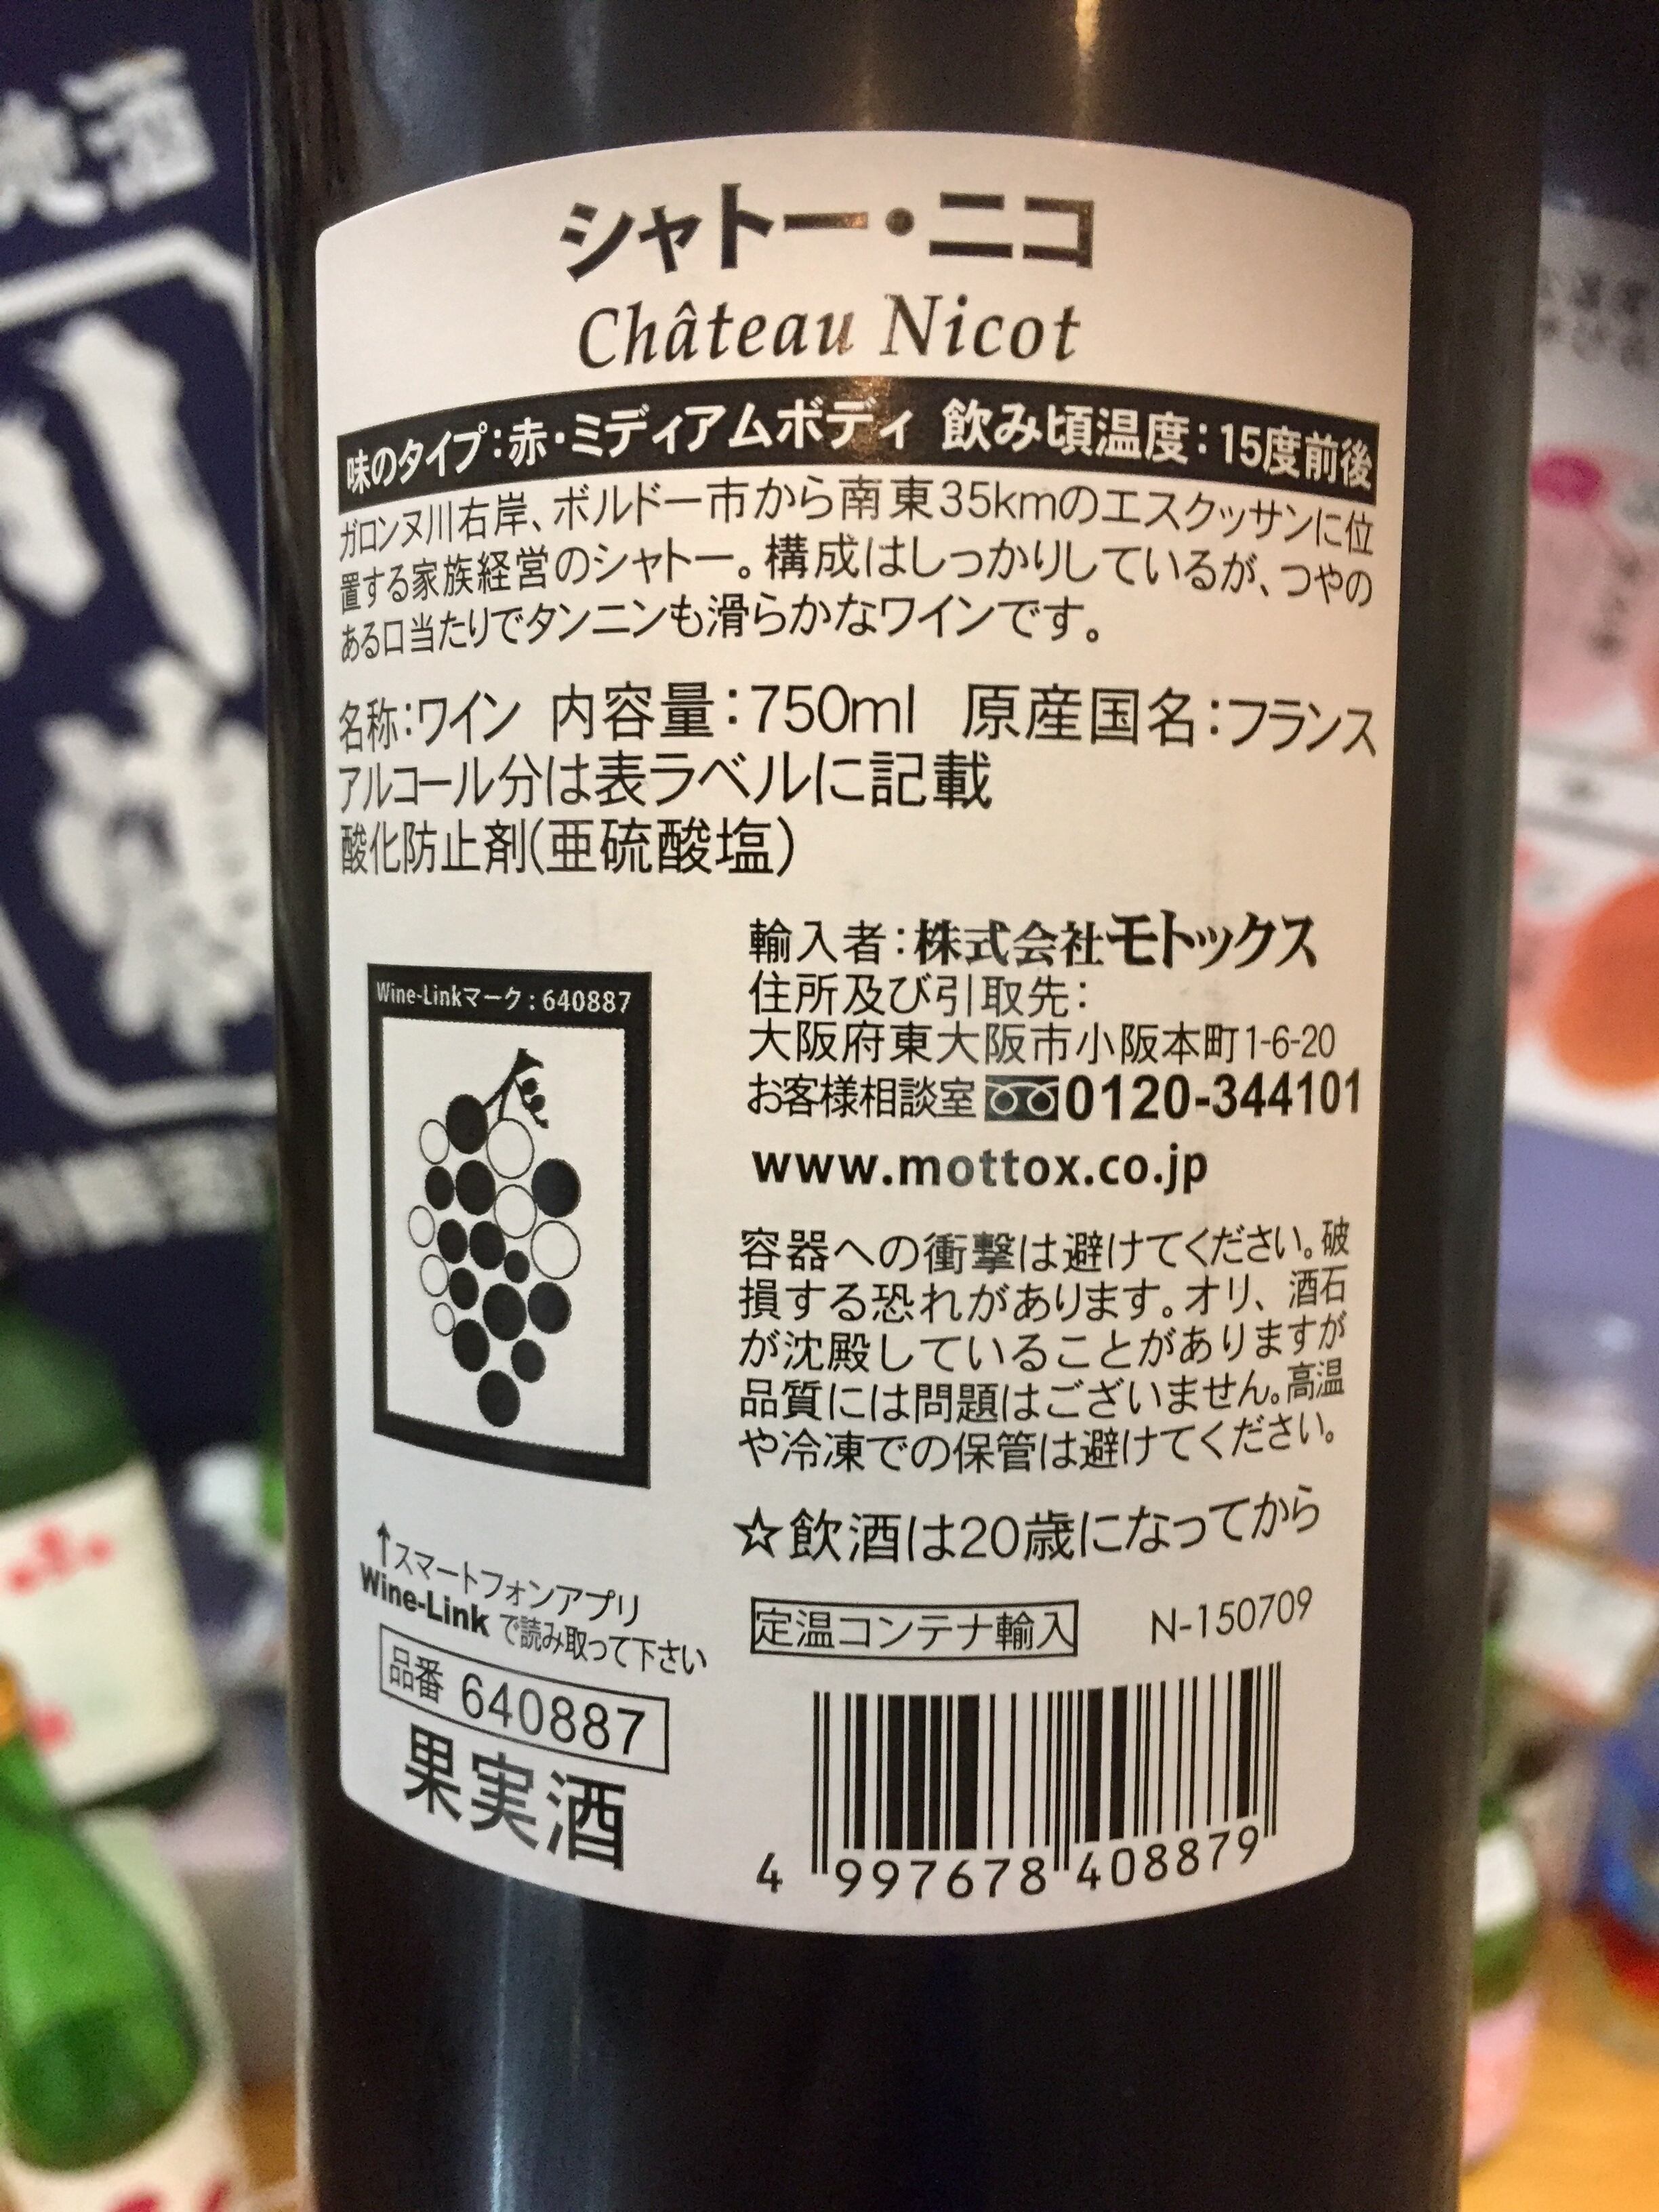 シャトー・ニコ
Château Nicot
味のタイプ:赤・ミディアムボディ 飲み頃温度:15度前後
ガロンヌ川右岸、ボルドー市から南東35kmのエスクッサンに位
置する家族経営のシャトー。構成はしっかりしているが、つやの
ある口当たりでタンニンも滑らかなワインです。
名称:ワイン 内容量:750ml 原産国名:フランス
アルコール分は表ラベルに記載
酸化防止剤(亜硫酸塩)
輸入者:株式会社モトックス
住所及び引取先:
大阪府東大阪市小阪本町1-6-20
お客様相談室 0120-344101
www.mottox.co.jp
容器への衝撃は避けてください。破
損する恐れがあります。オリ、酒石
が沈殿していることがありますが
品質には問題はございません。高温
や冷凍での保管は避けてください。
☆飲酒は20歳になってから
定温コンテナ輸入 N-150709
4 997678 408879
Wine-Linkマーク:640887
↑スマートフォンアプリ
Wine-Link で読み取って下さい
品番 640887
果実酒